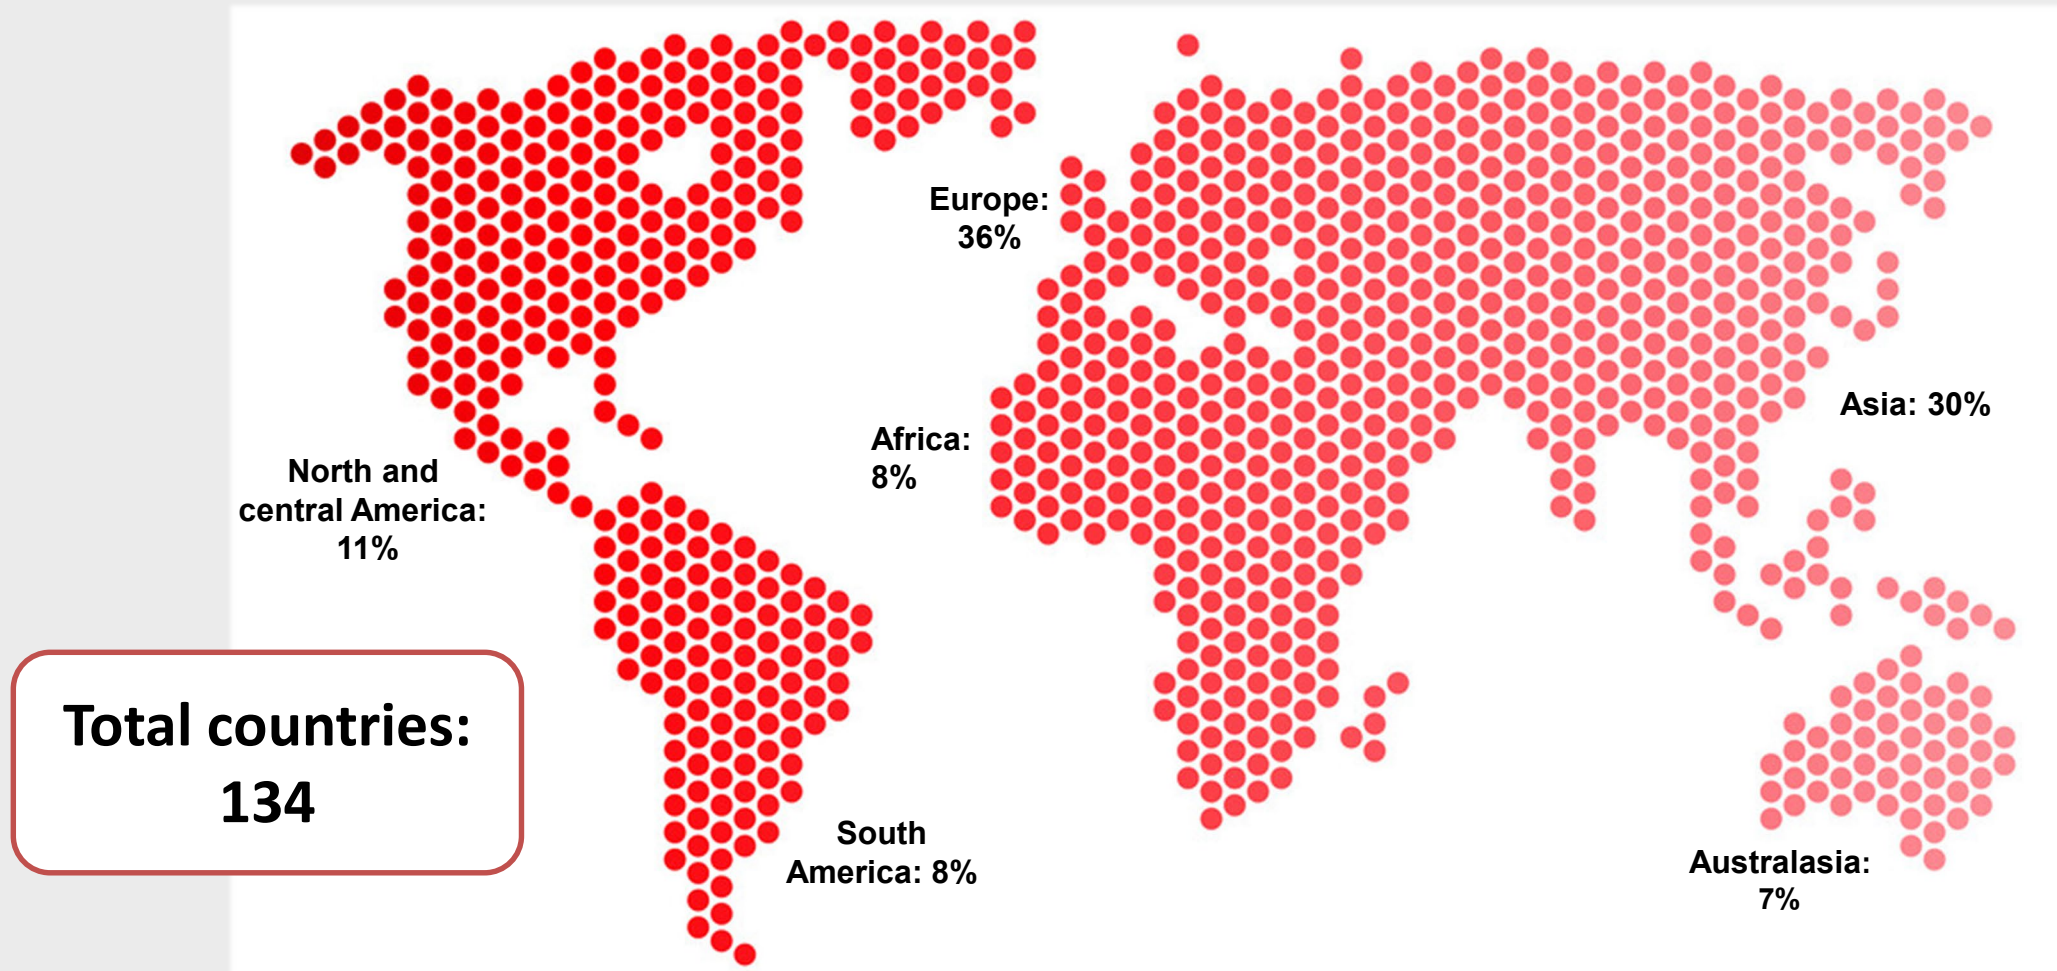 Europe:
36%
Asia: 30%
Africa:
8%
North and
central America:
11%
Total countries:
134
South
America: 8%
Australasia:
7%